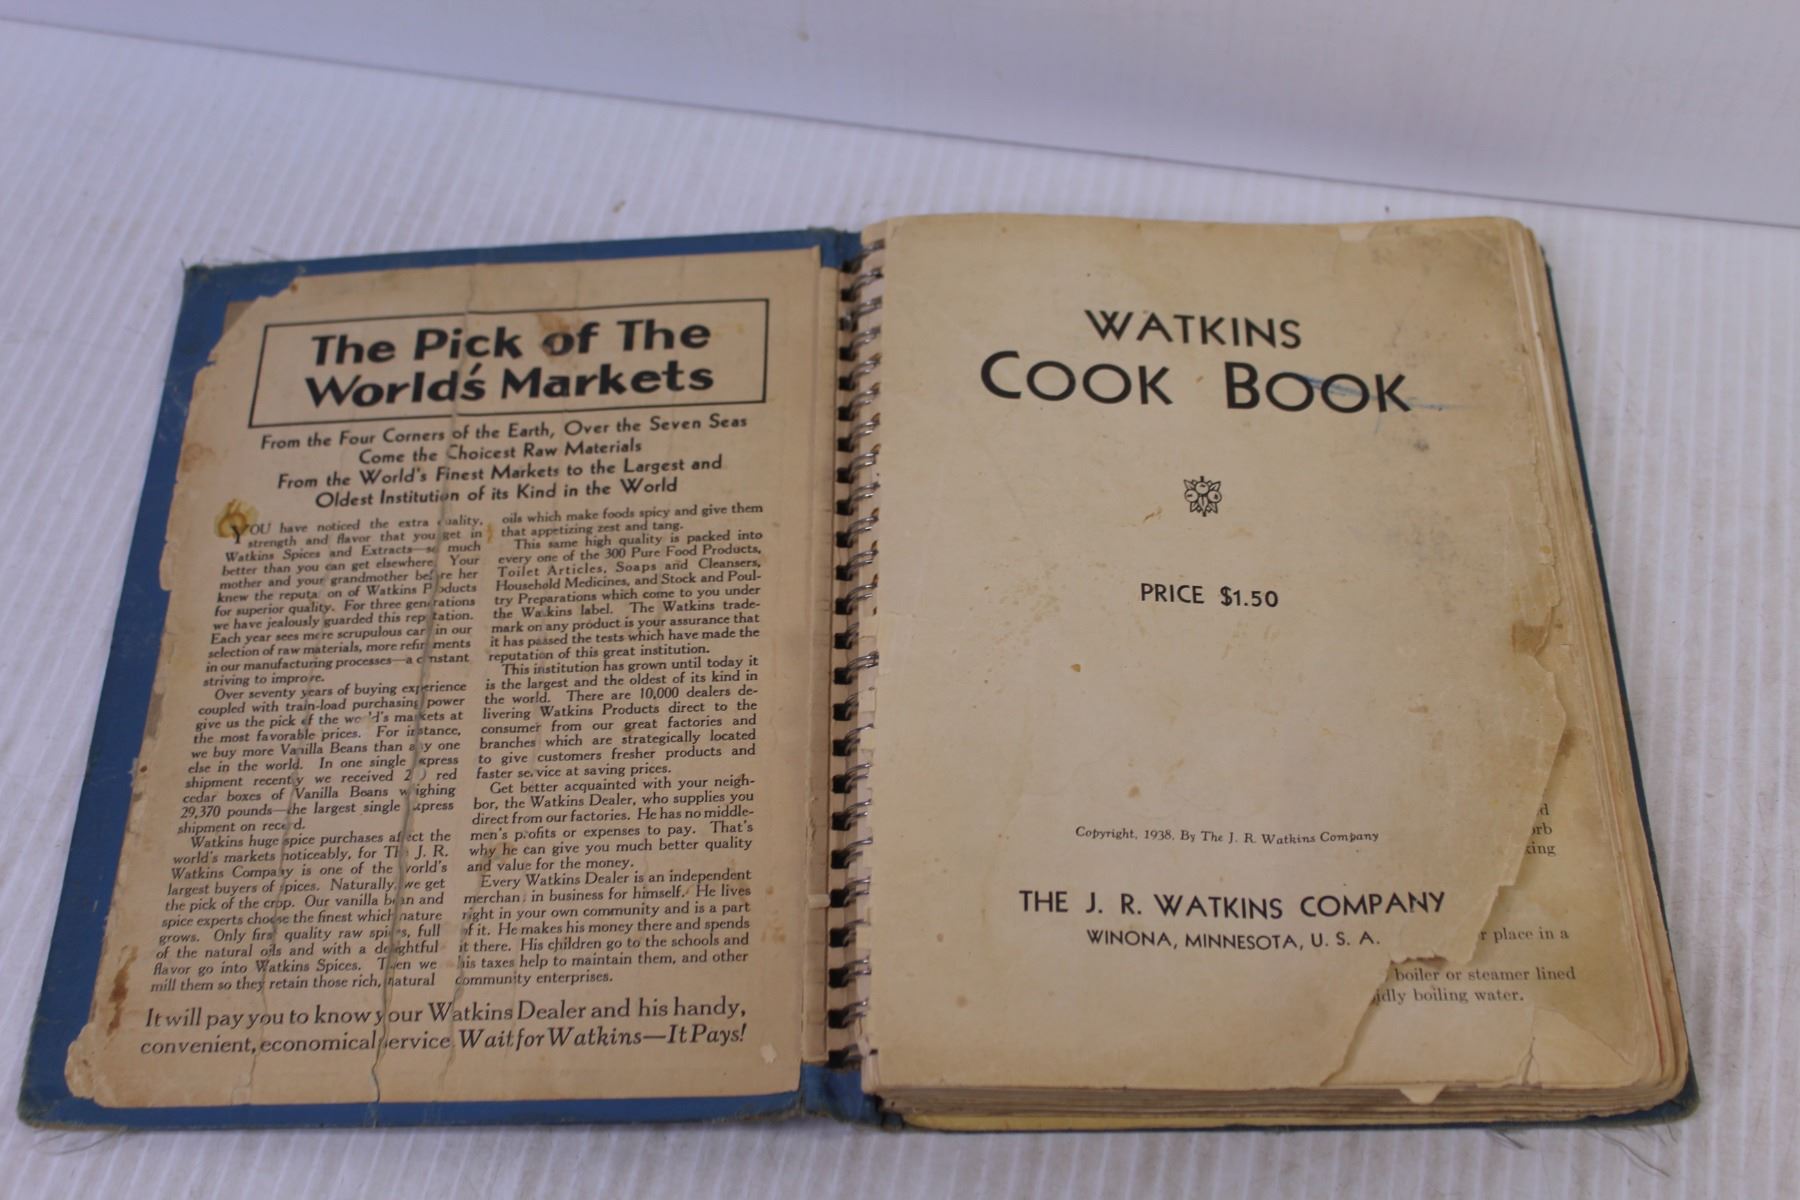 The Pick of The
World's Markets
From the Four Corners of the Earth, Over the Seven Seas
Come the Choicest Raw Materials
From the World's Finest Markets to the Largest and
Oldest Institution of its Kind in the World
YOU have noticed the extra uality,
strength and flavor that you get in
Watkins Spices and Extracts—so much
better than you can get elsewhere. Your
mother and your grandmother before her
knew the reputa on of Watkins P oducts
for superior quality. For three generations
we have jealously guarded this reputation.
Each year sees more scrupulous car in our
selection of raw materials, more refinements
in our manufacturing processes—a constant
striving to improve.
Over seventy years of buying experience
coupled with train-load purchasing power
give us the pick of the wo 'd's markets at
the most favorable prices. For instance,
we buy more Vanilla Beans than a y one
else in the world. In one single express
shipment recently we received 2 0 red
cedar boxes of Vanilla Beans weighing
29,370 pounds—the largest single express
shipment on record.
Watkins huge spice purchases affect the
world's markets noticeably, for Th J. R.
Watkins Company is one of the world's
largest buyers of spices. Naturally, we get
the pick of the crop. Our vanilla bean and
spice experts choose the finest which nature
grows. Only first quality raw spices, full
of the natural oils and with a delightful
flavor go into Watkins Spices. Then we
mill them so they retain those rich, natural
oils which make foods spicy and give them
that appetizing zest and tang.
This same high quality is packed into
every one of the 300 Pure Food Products,
Toilet Articles, Soaps and Cleansers,
Household Medicines, and Stock and Poul-
try Preparations which come to you under
the Watkins label. The Watkins trade-
mark on any product is your assurance that
it has passed the tests which have made the
reputation of this great institution.
This institution has grown until today it
is the largest and the oldest of its kind in
the world. There are 10,000 dealers de-
livering Watkins Products direct to the
consumer from our great factories and
branches which are strategically located
to give customers fresher products and
faster service at saving prices.
Get better acquainted with your neigh-
bor, the Watkins Dealer, who supplies you
direct from our factories. He has no middle-
men's profits or expenses to pay. That's
why he can give you much better quality
and value for the money.
Every Watkins Dealer is an independent
merchant in business for himself. He lives
right in your own community and is a part
of it. He makes his money there and spends
it there. His children go to the schools and
his taxes help to maintain them, and other
community enterprises.
It will pay you to know your Watkins Dealer and his handy,
convenient, economical service. Wait for Watkins—It Pays!
WATKINS
COOK BOOK
PRICE $1.50
Copyright, 1938, By The J. R. Watkins Company
THE J. R. WATKINS COMPANY
WINONA, MINNESOTA, U. S. A.
d
orb
king
r place in a
boiler or steamer lined
idly boiling water.